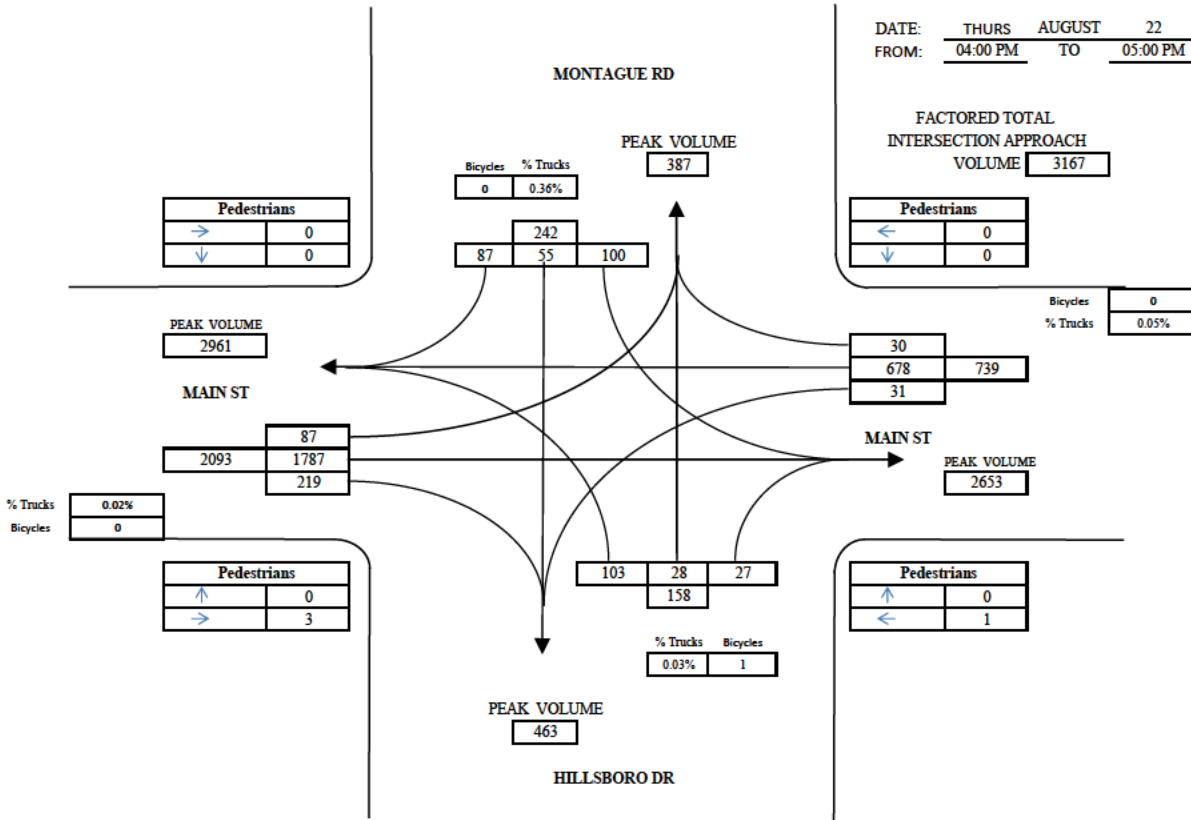 DATE: THURS AUGUST 22
FROM: 04:00 PM TO 05:00 PM
MONTAGUE RD
FACTORED TOTAL
INTERSECTION APPROACH
VOLUME 3167
PEAK VOLUME
387
Bicycles % Trucks
0 0.36%
242
87 55 100
Pedestrians
→ 0
↓ 0
Pedestrians
← 0
↓ 0
Bicycles 0
% Trucks 0.05%
PEAK VOLUME
2961
MAIN ST
30
678 739
31
87
2093 1787
219
MAIN ST
PEAK VOLUME
2653
% Trucks 0.02%
Bicycles 0
103 28 27
158
Pedestrians
↑ 0
→ 3
Pedestrians
↑ 0
← 1
% Trucks Bicycles
0.03% 1
PEAK VOLUME
463
HILLSBORO DR